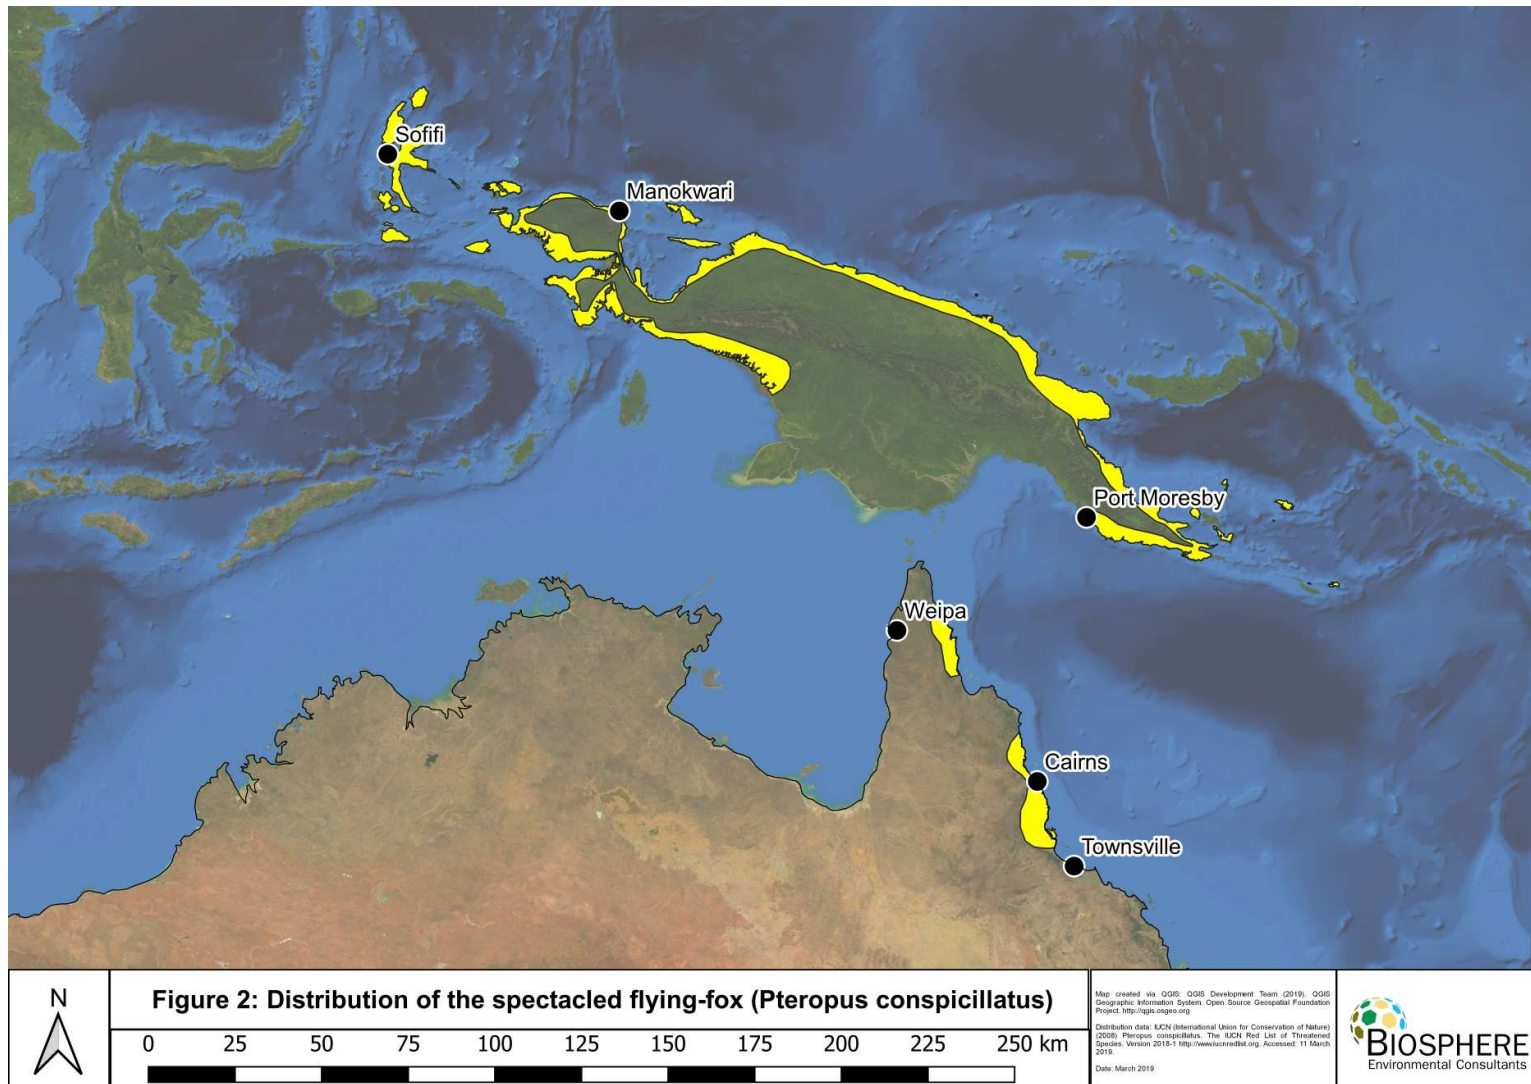 Sofifi
Manokwari
Port Moresby
Weipa
Cairns
Townsville
N
Figure 2: Distribution of the spectacled flying-fox (Pteropus conspicillatus)
0 25 50 75 100 125 150 175 200 225 250 km
Map created via QGIS: QGIS Development Team (2019). QGIS
Geographic Information System. Open Source Geospatial Foundation
Project. http://qgis.osgeo.org
Distribution data: IUCN (International Union for Conservation of Nature)
(2008) Pteropus conspicillatus. The IUCN Red List of Threatened
Species. Version 2018-1 http://www.iucnredlist.org. Accessed: 11 March
2019.
Date: March 2019
BIOSPHERE
Environmental Consultants